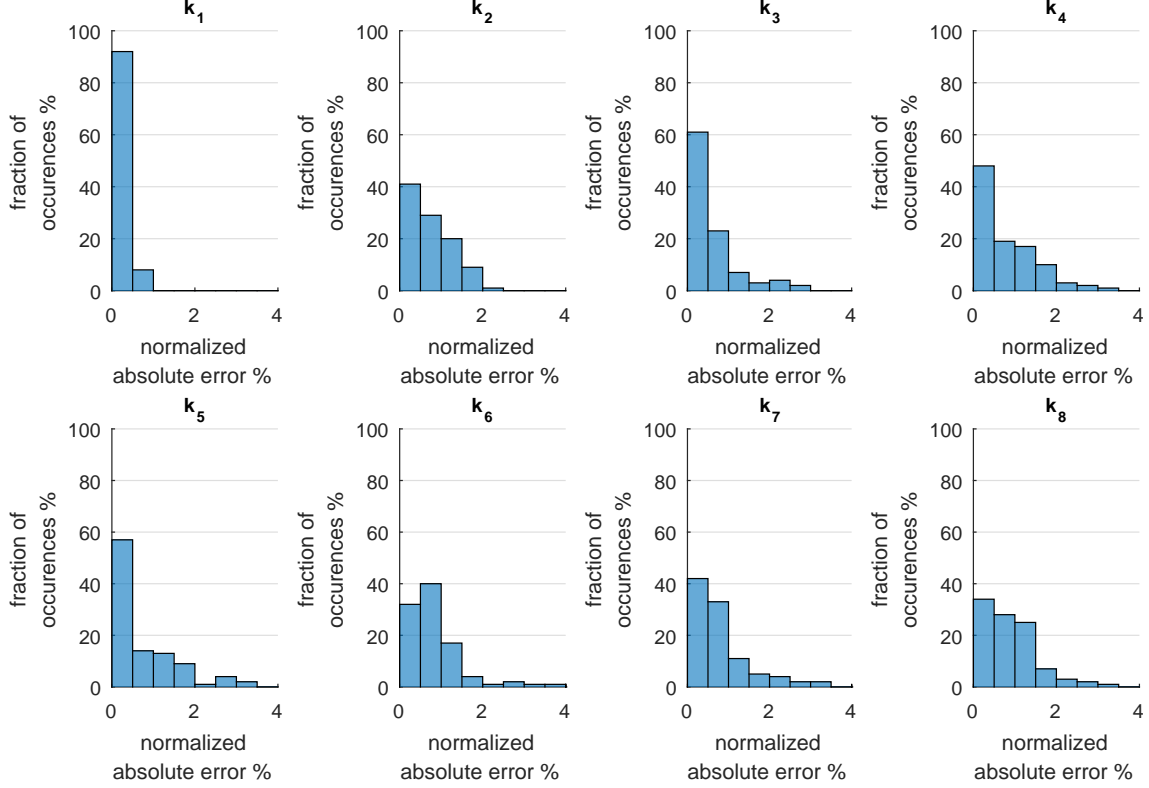 k1
k2
k3
k4
100
80
60
40
20
0
fraction of
occurences %
0 2 4
normalized
absolute error %
100
80
60
40
20
0
fraction of
occurences %
0 2 4
normalized
absolute error %
100
80
60
40
20
0
fraction of
occurences %
0 2 4
normalized
absolute error %
100
80
60
40
20
0
fraction of
occurences %
0 2 4
normalized
absolute error %
k5
k6
k7
k8
100
80
60
40
20
0
fraction of
occurences %
0 2 4
normalized
absolute error %
100
80
60
40
20
0
fraction of
occurences %
0 2 4
normalized
absolute error %
100
80
60
40
20
0
fraction of
occurences %
0 2 4
normalized
absolute error %
100
80
60
40
20
0
fraction of
occurences %
0 2 4
normalized
absolute error %